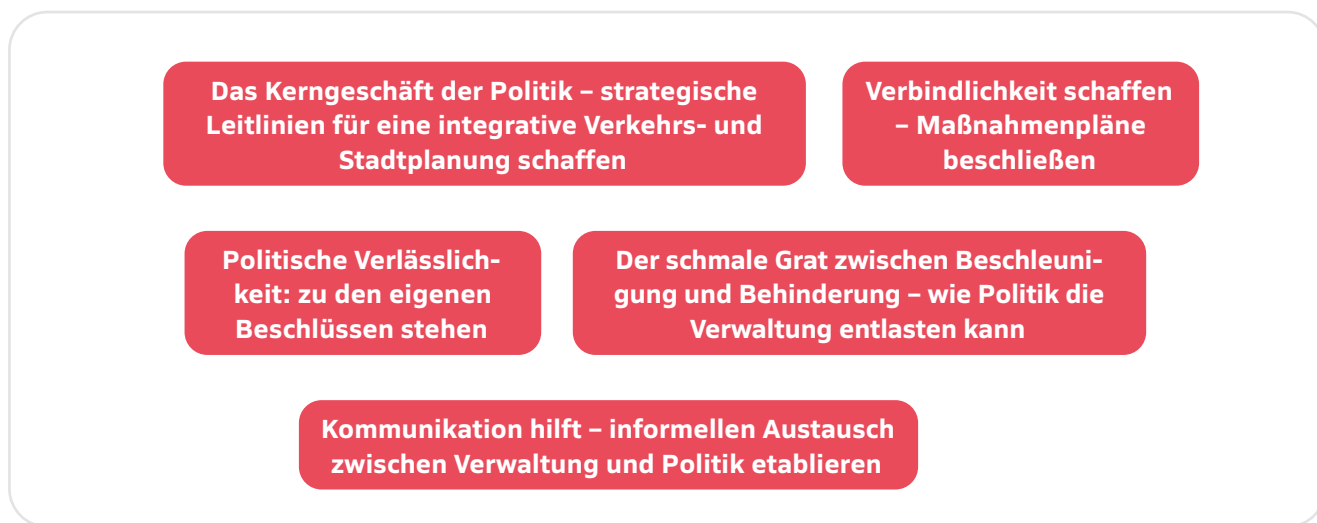 Das Kerngeschäft der Politik – strategische
Leitlinien für eine integrative Verkehrs- und
Stadtplanung schaffen
Verbindlichkeit schaffen
– Maßnahmenpläne
beschließen
Politische Verlässlich-
keit: zu den eigenen
Beschlüssen stehen
Der schmale Grat zwischen Beschleuni-
gung und Behinderung – wie Politik die
Verwaltung entlasten kann
Kommunikation hilft – informellen Austausch
zwischen Verwaltung und Politik etablieren